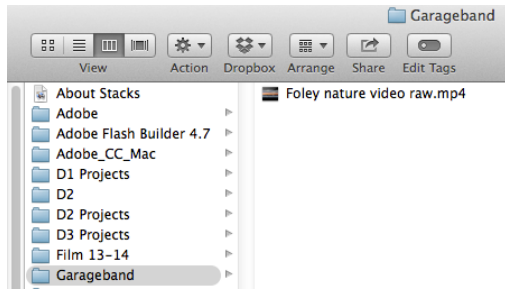 Garageband
View Action Dropbox Arrange Share Edit Tags
About Stacks
Adobe
Adobe Flash Builder 4.7
Adobe_CC_Mac
D1 Projects
D2
D2 Projects
D3 Projects
Film 13-14
Garageband
Foley nature video raw.mp4